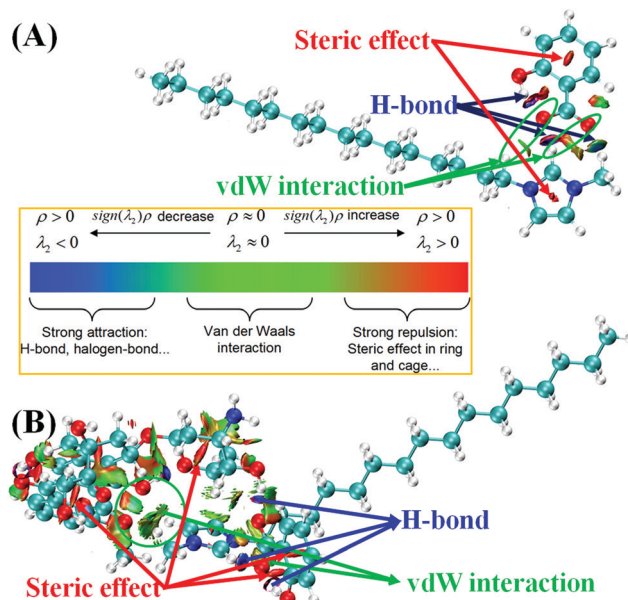 (A)
Steric effect
H-bond
vdW interaction
ρ > 0 sign(λ₂)ρ decrease ρ ≈ 0 sign(λ₂)ρ increase ρ > 0
λ₂ < 0 λ₂ ≈ 0 λ₂ > 0
Strong attraction: Van der Waals Strong repulsion:
H-bond, halogen-bond... interaction Steric effect in ring
and cage...
(B)
H-bond
Steric effect vdW interaction